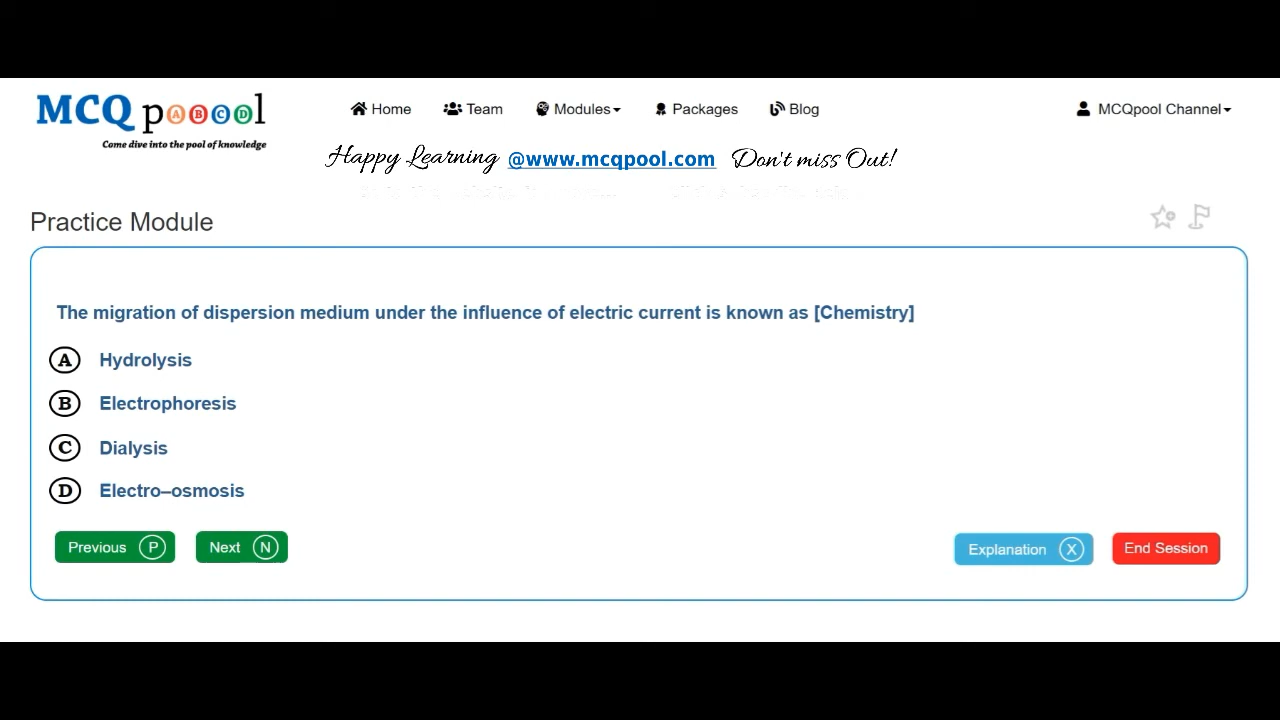 MCQ pooool
Come dive into the pool of knowledge
Home Team Modules Packages Blog MCQpool Channel
Happy Learning @www.mcqpool.com Don't miss Out!
Practice Module
The migration of dispersion medium under the influence of electric current is known as [Chemistry]
A Hydrolysis
B Electrophoresis
C Dialysis
D Electro–osmosis
Previous P Next N Explanation X End Session